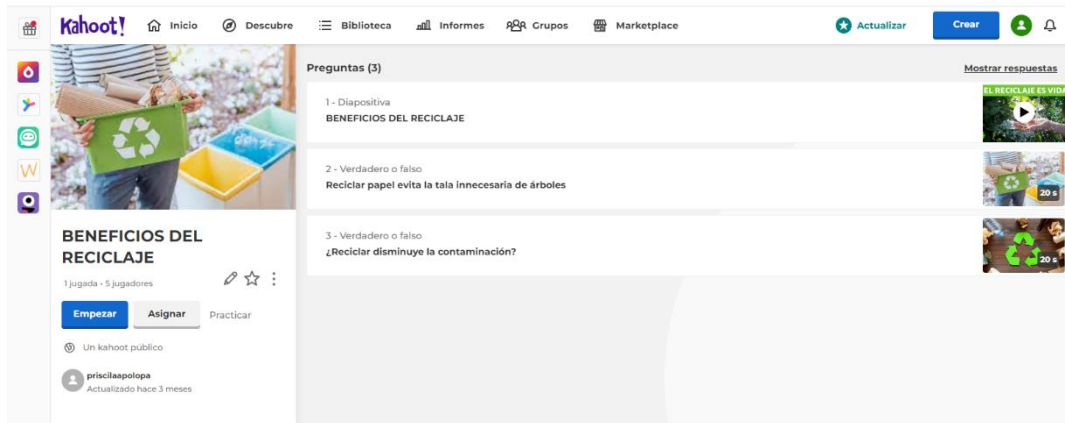 Kahoot!
Inicio
Descubre
Biblioteca
Informes
Grupos
Marketplace
Actualizar
Crear
BENEFICIOS DEL
RECICLAJE
1 jugada • 5 jugadores
Empezar
Asignar
Practicar
Un kahoot público
priscilaapolopa
Actualizado hace 3 meses
Preguntas (3)
Mostrar respuestas
1 - Diapositiva
BENEFICIOS DEL RECICLAJE
EL RECICLAJE ES VIDA
2 - Verdadero o falso
Reciclar papel evita la tala innecesaria de árboles
20 s
3 - Verdadero o falso
¿Reciclar disminuye la contaminación?
20 s